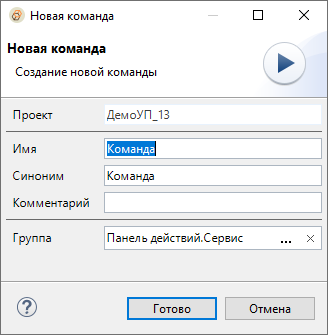 Новая команда
Новая команда
Создание новой команды
Проект ДемоУП_13
Имя Команда
Синоним Команда
Комментарий
Группа Панель действий.Сервис ... ×
? Готово Отмена